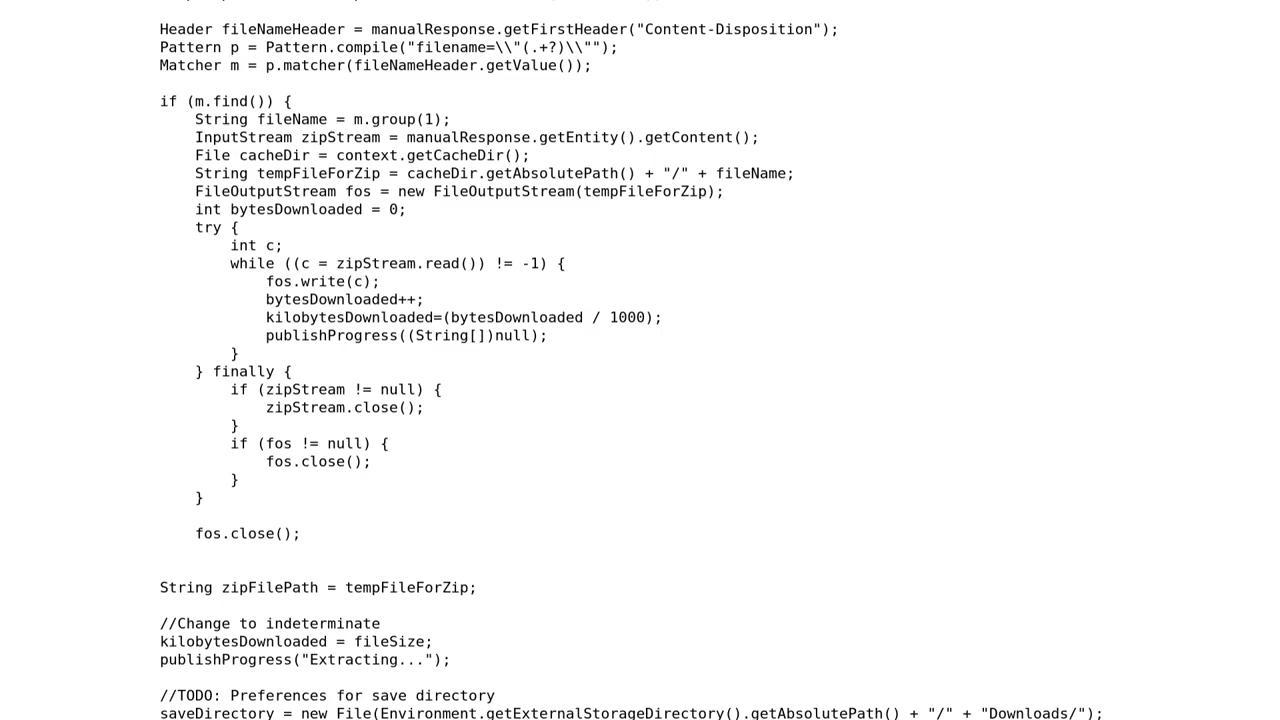 Header fileNameHeader = manualResponse.getFirstHeader("Content-Disposition");
Pattern p = Pattern.compile("filename=\\"(.+?)\\"");
Matcher m = p.matcher(fileNameHeader.getValue());

if (m.find()) {
    String fileName = m.group(1);
    InputStream zipStream = manualResponse.getEntity().getContent();
    File cacheDir = context.getCacheDir();
    String tempFileForZip = cacheDir.getAbsolutePath() + "/" + fileName;
    FileOutputStream fos = new FileOutputStream(tempFileForZip);
    int bytesDownloaded = 0;
    try {
        int c;
        while ((c = zipStream.read()) != -1) {
            fos.write(c);
            bytesDownloaded++;
            kilobytesDownloaded=(bytesDownloaded / 1000);
            publishProgress((String[])null);
        }
    } finally {
        if (zipStream != null) {
            zipStream.close();
        }
        if (fos != null) {
            fos.close();
        }
    }

    fos.close();


String zipFilePath = tempFileForZip;

//Change to indeterminate
kilobytesDownloaded = fileSize;
publishProgress("Extracting...");

//TODO: Preferences for save directory
saveDirectory = new File(Environment.getExternalStorageDirectory().getAbsolutePath() + "/" + "Downloads/");